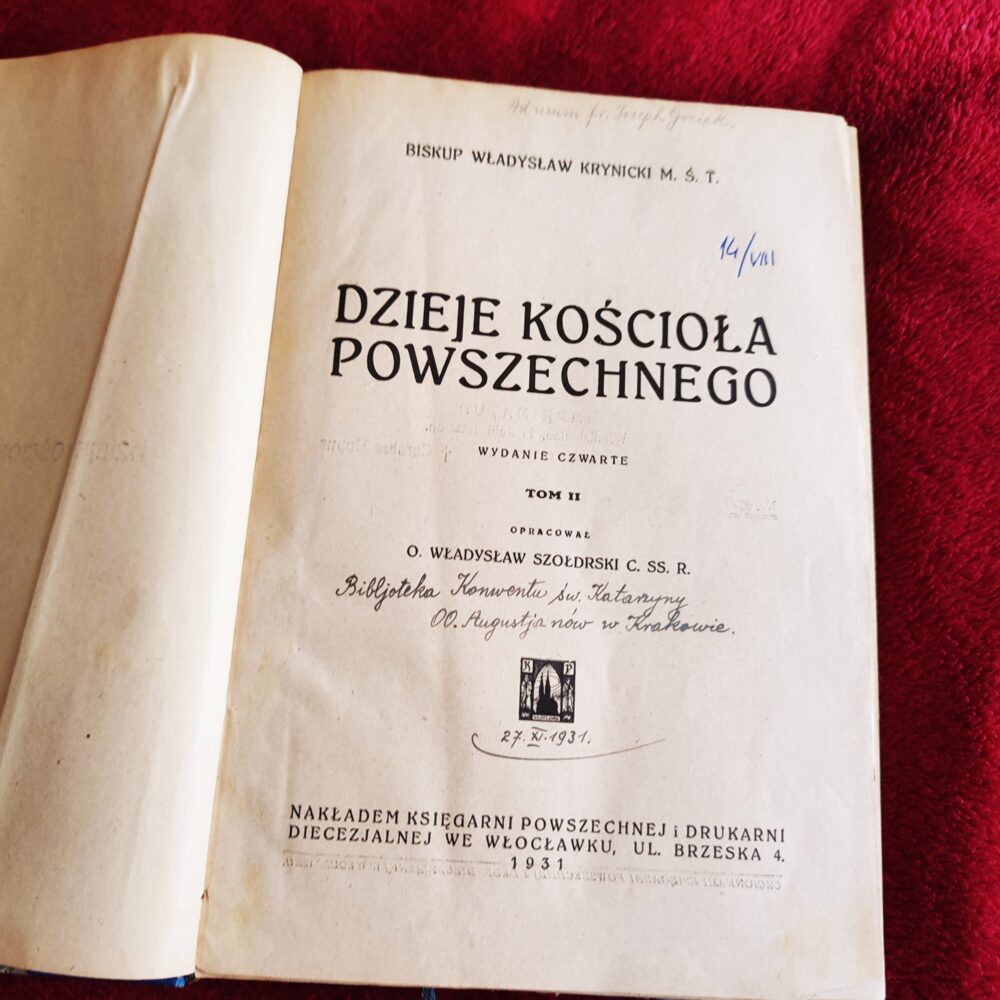 Ad usum fr. Joseph Gociek.
BISKUP WŁADYSŁAW KRYNICKI M. Ś. T.
14/VIII
DZIEJE KOŚCIOŁA
POWSZECHNEGO
WYDANIE CZWARTE
TOM II
OPRACOWAŁ
O. WŁADYSŁAW SZOŁDRSKI C. SS. R.
Bibljoteka Konwentu św. Katarzyny
OO. Augustjanów w Krakowie.
K P
27.XI.1931.
NAKŁADEM KSIĘGARNI POWSZECHNEJ i DRUKARNI
DIECEZJALNEJ WE WŁOCŁAWKU, UL. BRZESKA 4.
1931